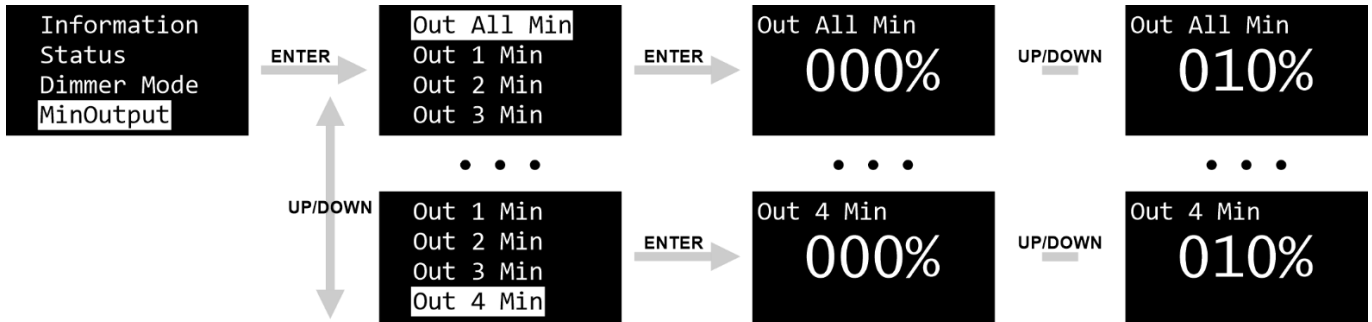 Information
Status
Dimmer Mode
MinOutput
ENTER
Out All Min
Out 1 Min
Out 2 Min
Out 3 Min
ENTER
Out All Min
000%
UP/DOWN
Out All Min
010%
• • •
• • •
• • •
UP/DOWN
Out 1 Min
Out 2 Min
Out 3 Min
Out 4 Min
ENTER
Out 4 Min
000%
UP/DOWN
Out 4 Min
010%